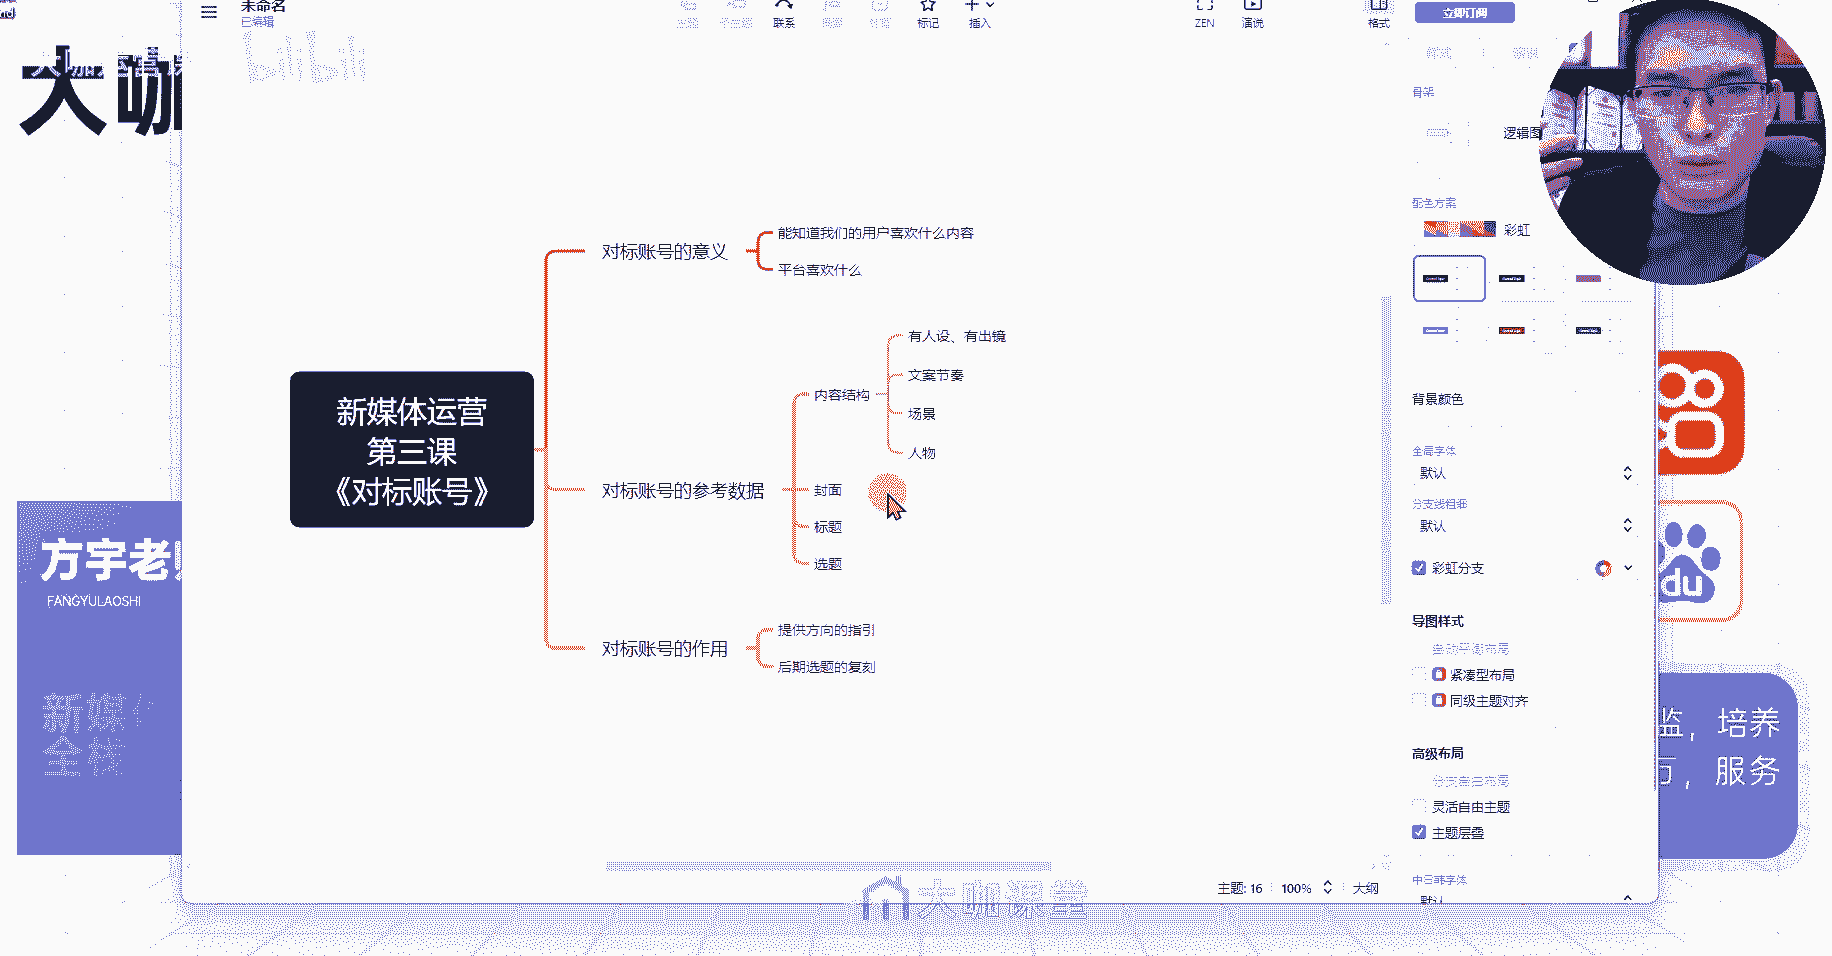 未命名
已编辑
bilibili
联系
标记
插入
ZEN
演说
格式
立即订阅
大咖
骨架
逻辑图
配色方案
彩虹
对标账号的意义
能知道我们的用户喜欢什么内容
平台喜欢什么
新媒体运营
第三课
《对标账号》
对标账号的参考数据
内容结构
有人设、有出镜
文案节奏
场景
人物
封面
标题
选题
对标账号的作用
提供方向的指引
后期选题的复刻
背景颜色
全局字体
默认
分支线粗细
默认
彩虹分支
导图样式
自动平衡布局
紧凑型布局
同级主题对齐
高级布局
分支自由布局
灵活自由主题
主题层叠
中日韩字体
默认
方宇老
FANGYULAOSHI
新媒
全栈
du
监，培养
万，服务
主题: 16
100%
大纲
大咖课堂